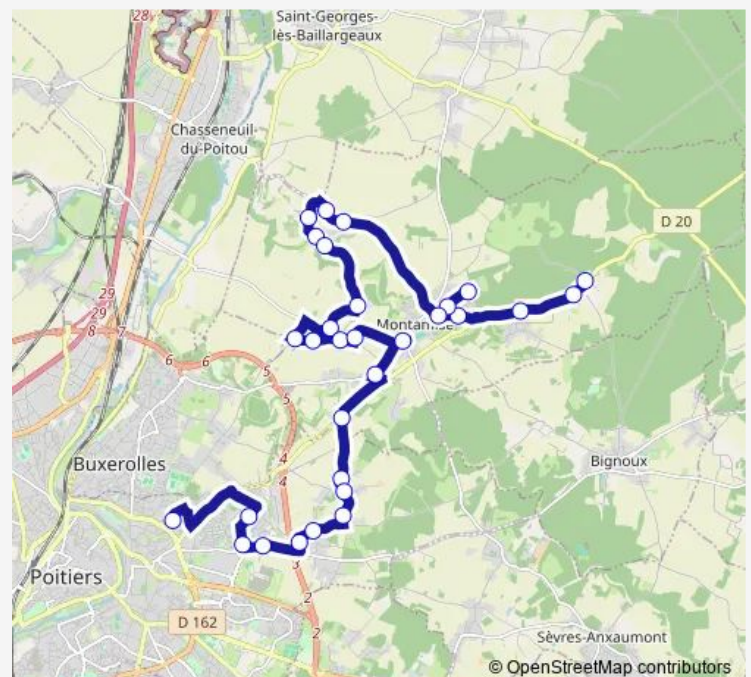 28
Saint-Georges-
lès-Baillargeaux
Chasseneuil-
du-Poitou
D 20
29
29
8
7
Montamisé
6
6
5
5
Buxerolles
4
4
Bignoux
Poitiers
3
2
D 162
2
Sèvres-Anxaumont
© OpenStreetMap contributors